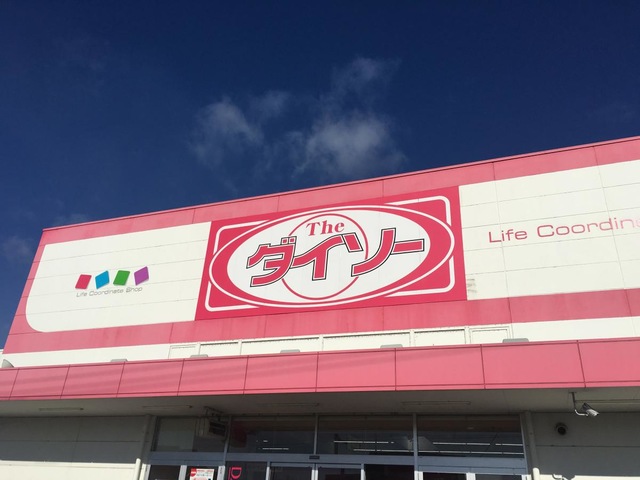 The
ダイソー
Life Coordinate Shop
Life Coordin